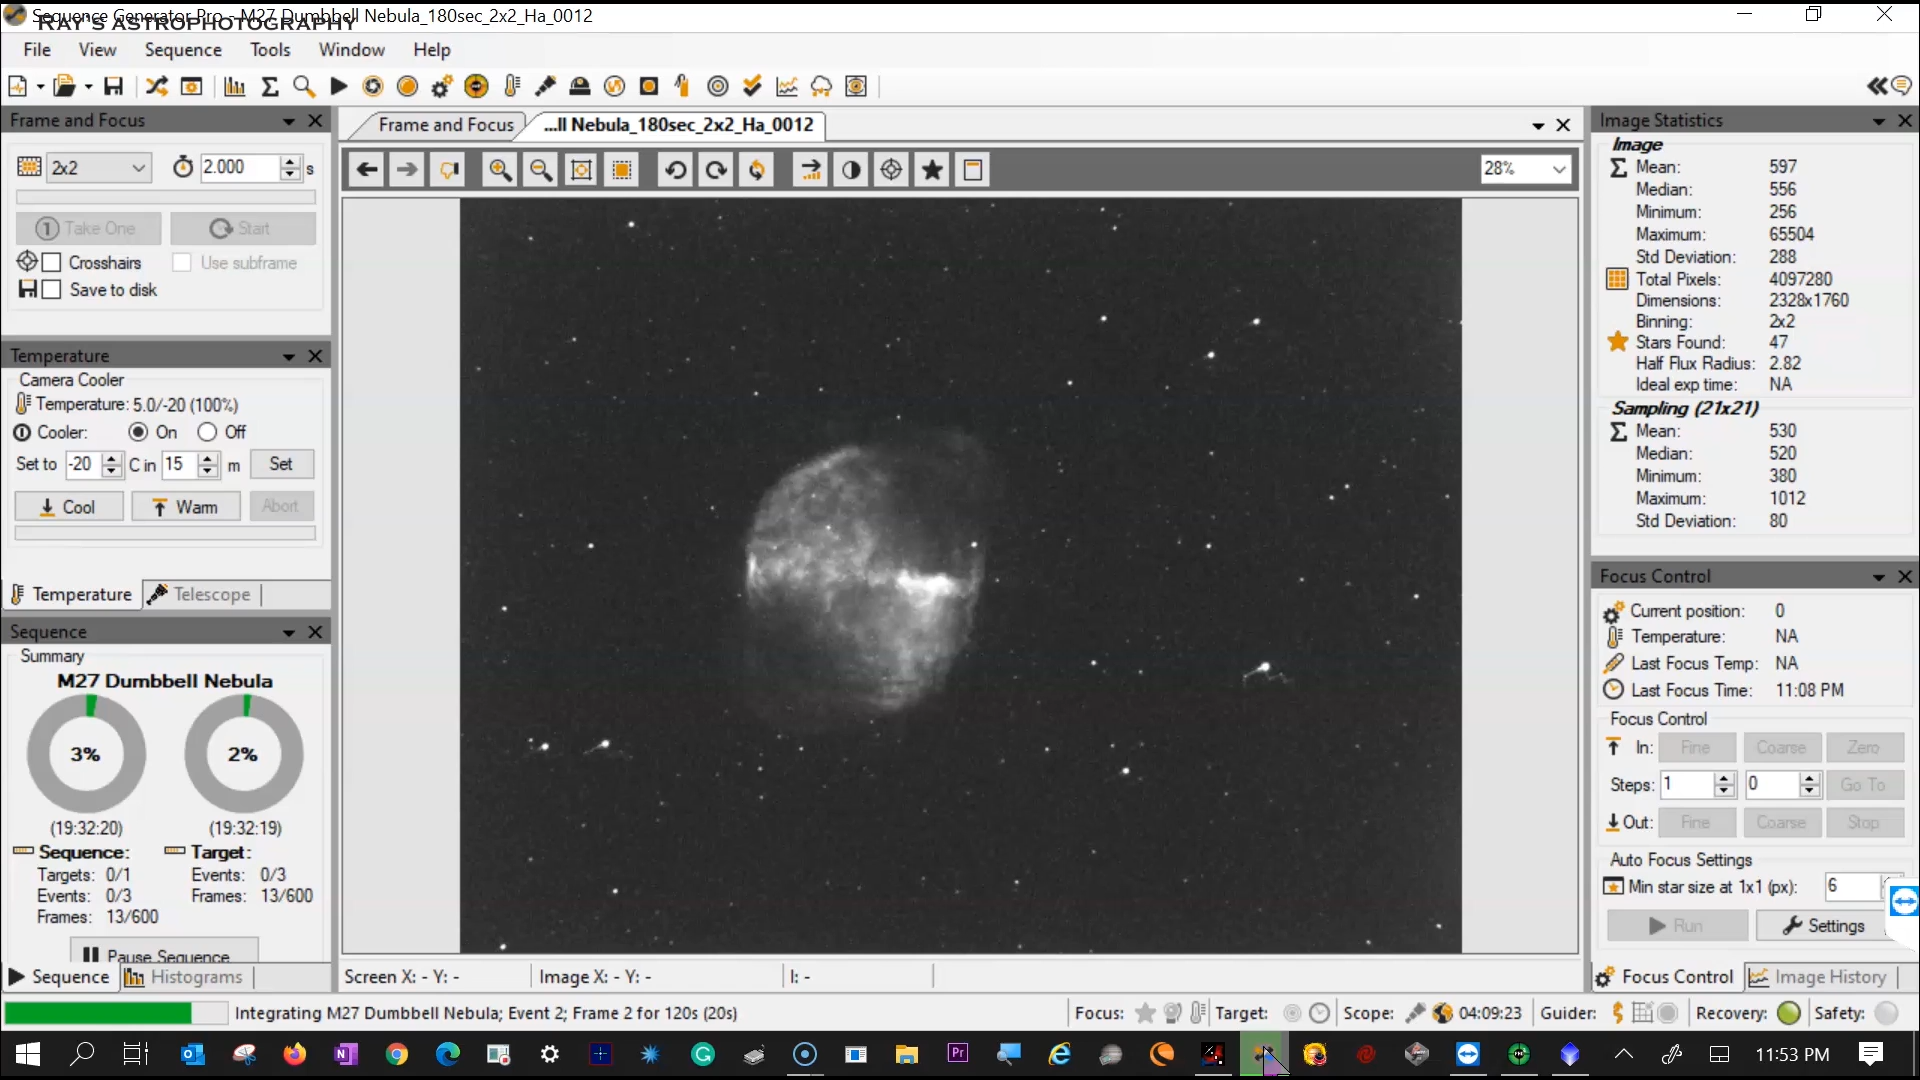 Sequence Generator Pro - M27 Dumbbell Nebula_180sec_2x2_Ha_0012
RAY'S ASTROPHOTOGRAPHY
File View Sequence Tools Window Help
Frame and Focus
2x2 2.000 s
1 Take One Start
Crosshairs Use subframe
Save to disk
Temperature
Camera Cooler
Temperature: 5.0/-20 (100%)
Cooler: On Off
Set to -20 C in 15 m Set
Cool Warm Abort
Temperature Telescope
Sequence
Summary
M27 Dumbbell Nebula
3% 2%
(19:32:20) (19:32:19)
Sequence: Target:
Targets: 0/1 Events: 0/3
Events: 0/3 Frames: 13/600
Frames: 13/600
Pause Sequence
Sequence Histograms
Frame and Focus ...ll Nebula_180sec_2x2_Ha_0012
28%
Screen X: - Y: - Image X: - Y: - I: -
Image Statistics
Image
Σ Mean: 597
Median: 556
Minimum: 256
Maximum: 65504
Std Deviation: 288
Total Pixels: 4097280
Dimensions: 2328x1760
Binning: 2x2
Stars Found: 47
Half Flux Radius: 2.82
Ideal exp time: NA
Sampling (21x21)
Σ Mean: 530
Median: 520
Minimum: 380
Maximum: 1012
Std Deviation: 80
Focus Control
Current position: 0
Temperature: NA
Last Focus Temp: NA
Last Focus Time: 11:08 PM
Focus Control
In: Fine Coarse Zero
Steps: 1 0 Go To
Out: Fine Coarse Stop
Auto Focus Settings
Min star size at 1x1 (px): 6
Run Settings
Focus Control Image History
Integrating M27 Dumbbell Nebula; Event 2; Frame 2 for 120s (20s) Focus: Target: Scope: 04:09:23 Guider: Recovery: Safety:
11:53 PM